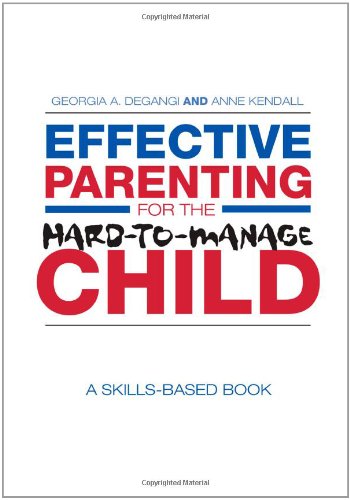 Copyrighted Material
GEORGIA A. DEGANGI AND ANNE KENDALL
EFFECTIVE
PARENTING
FOR THE
HARD-TO-MANAGE
CHILD
A SKILLS-BASED BOOK
Copyrighted Material